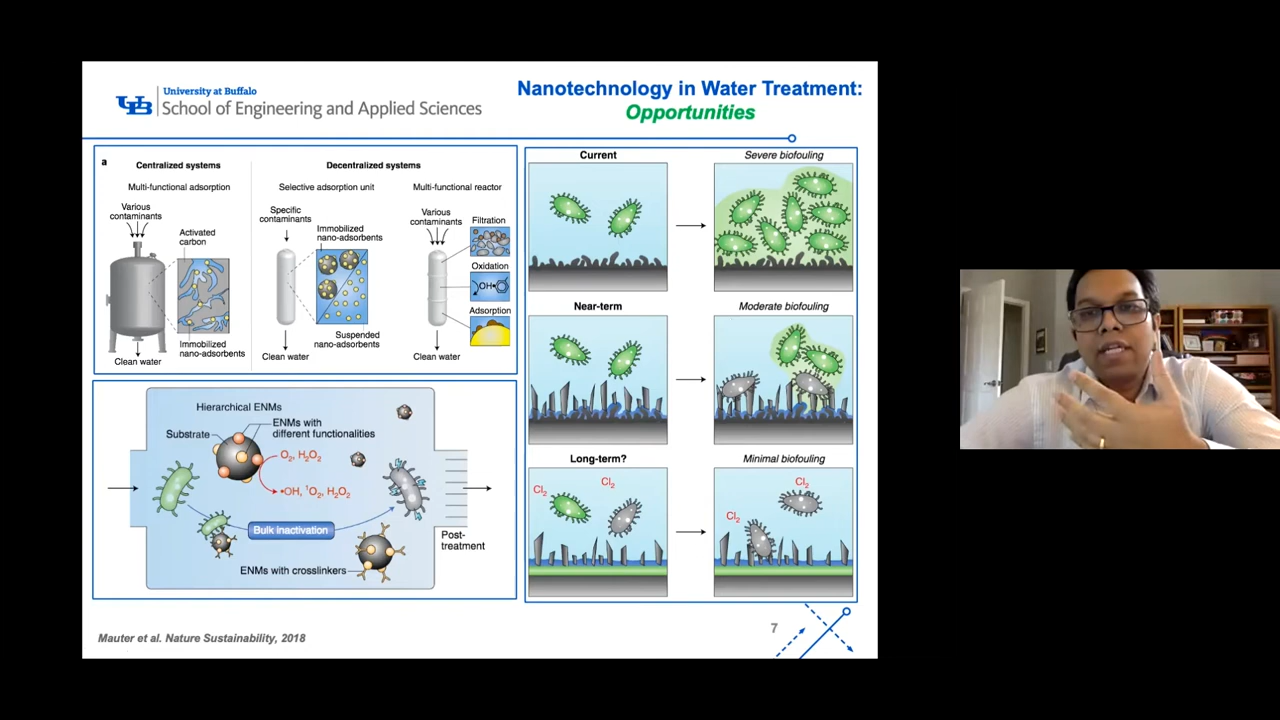 University at Buffalo
School of Engineering and Applied Sciences
Nanotechnology in Water Treatment:
Opportunities
a
Centralized systems
Decentralized systems
Multi-functional adsorption
Selective adsorption unit
Multi-functional reactor
Various
contaminants
Activated
carbon
Immobilized
nano-adsorbents
Clean water
Specific
contaminants
Immobilized
nano-adsorbents
Suspended
nano-adsorbents
Clean water
Various
contaminants
Filtration
Oxidation
OH•
Adsorption
Clean water
Hierarchical ENMs
ENMs with
different functionalities
Substrate
O₂, H₂O₂
•OH, ¹O₂, H₂O₂
Bulk inactivation
Post-
treatment
ENMs with crosslinkers
Current
Severe biofouling
Near-term
Moderate biofouling
Long-term?
Minimal biofouling
Cl₂
Cl₂
Cl₂
Cl₂
Mauter et al. Nature Sustainability, 2018
7